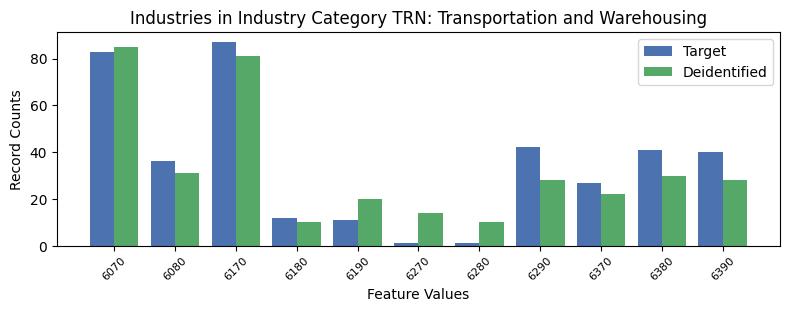 Industries in Industry Category TRN: Transportation and Warehousing
Target
Deidentified
Record Counts
80
60
40
20
0
6070 6080 6170 6180 6190 6270 6280 6290 6370 6380 6390
Feature Values